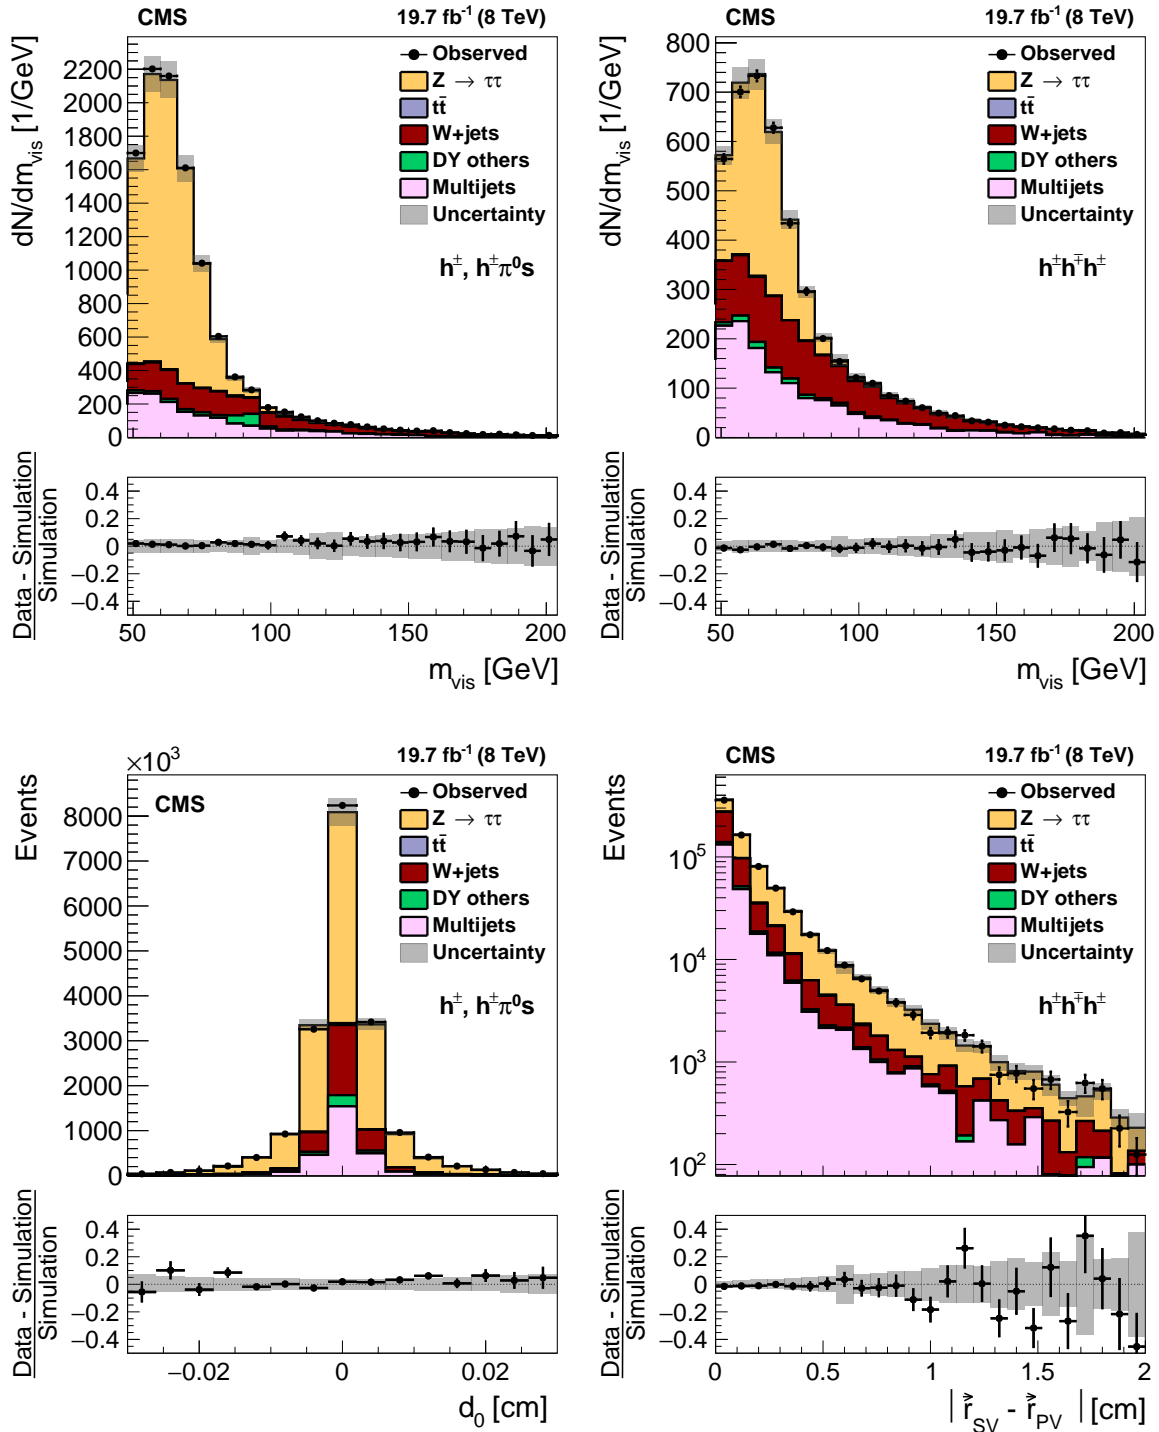 CMS 19.7 fb⁻¹ (8 TeV)
dN/dm_vis [1/GeV]
2200
2000
1800
1600
1400
1200
1000
800
600
400
200
0
Observed
Z → ττ
tt̄
W+jets
DY others
Multijets
Uncertainty
h±, h±π⁰s
Data - Simulation
Simulation
0.4
0.2
0
−0.2
−0.4
50 100 150 200
m_vis [GeV]
CMS 19.7 fb⁻¹ (8 TeV)
dN/dm_vis [1/GeV]
800
700
600
500
400
300
200
100
0
Observed
Z → ττ
tt̄
W+jets
DY others
Multijets
Uncertainty
h±h∓h±
Data - Simulation
Simulation
0.4
0.2
0
−0.2
−0.4
50 100 150 200
m_vis [GeV]
×10³ 19.7 fb⁻¹ (8 TeV)
CMS
Events
8000
7000
6000
5000
4000
3000
2000
1000
0
Observed
Z → ττ
tt̄
W+jets
DY others
Multijets
Uncertainty
h±, h±π⁰s
Data - Simulation
Simulation
0.4
0.2
0
−0.2
−0.4
−0.02 0 0.02
d₀ [cm]
CMS 19.7 fb⁻¹ (8 TeV)
Events
10⁵
10⁴
10³
10²
Observed
Z → ττ
tt̄
W+jets
DY others
Multijets
Uncertainty
h±h∓h±
Data - Simulation
Simulation
0.4
0.2
0
−0.2
−0.4
0 0.5 1 1.5 2
| r⃗_SV - r⃗_PV | [cm]